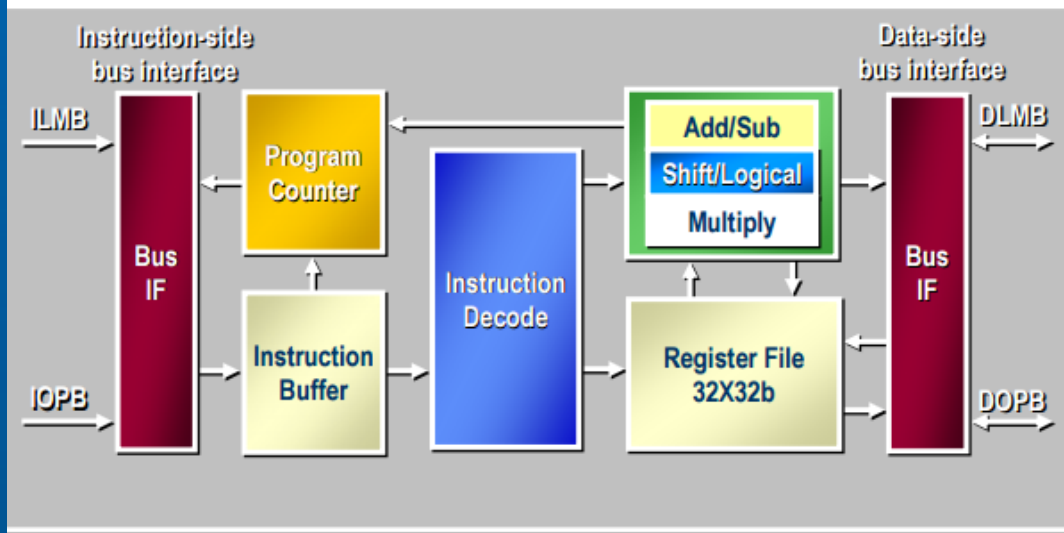 Instruction-side
bus interface
Data-side
bus interface
ILMB
IOPB
Bus
IF
Program
Counter
Instruction
Buffer
Instruction
Decode
Add/Sub
Shift/Logical
Multiply
Register File
32X32b
Bus
IF
DLMB
DOPB